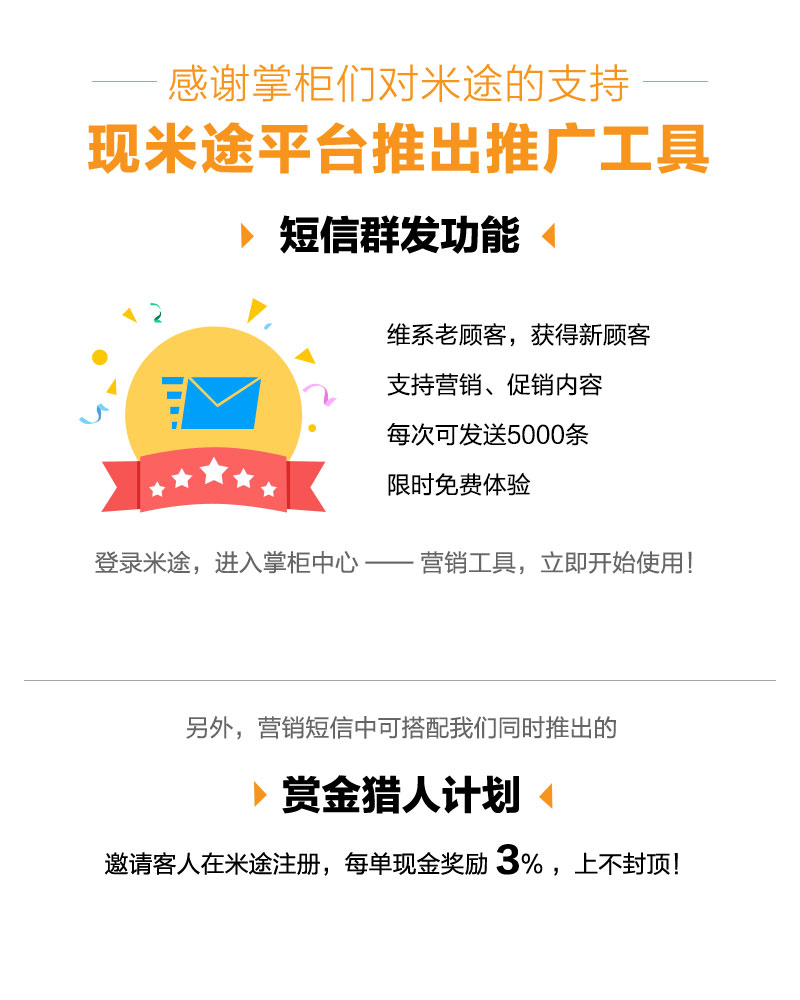 感谢掌柜们对米途的支持
现米途平台推出推广工具
短信群发功能
维系老顾客，获得新顾客
支持营销、促销内容
每次可发送5000条
限时免费体验
登录米途，进入掌柜中心 —— 营销工具，立即开始使用！
另外，营销短信中可搭配我们同时推出的
赏金猎人计划
邀请客人在米途注册，每单现金奖励 3% ，上不封顶！